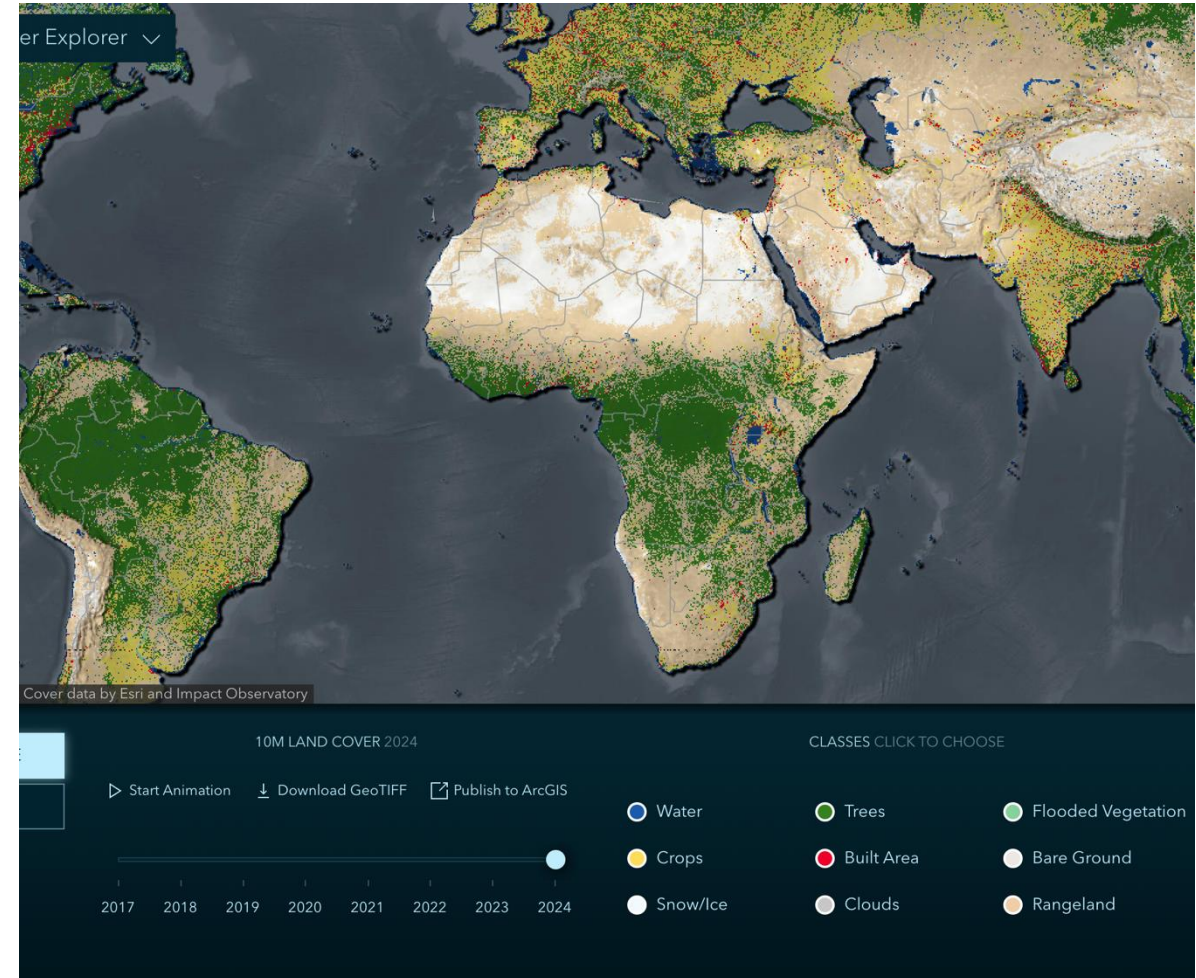 er Explorer
Cover data by Esri and Impact Observatory
E
10M LAND COVER 2024
CLASSES CLICK TO CHOOSE
Start Animation
Download GeoTIFF
Publish to ArcGIS
Water
Trees
Flooded Vegetation
Crops
Built Area
Bare Ground
Snow/Ice
Clouds
Rangeland
2017 2018 2019 2020 2021 2022 2023 2024